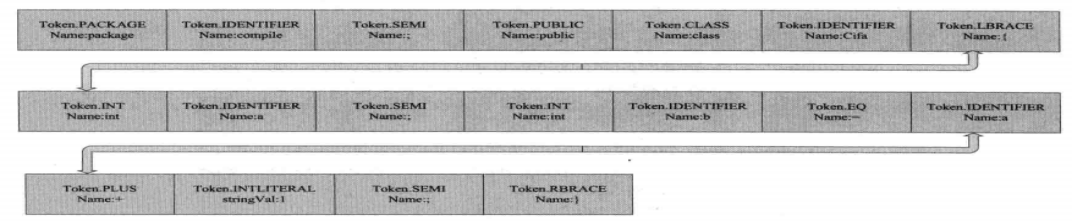 Token.PACKAGE Token.IDENTIFIER Token.SEMI Token.PUBLIC Token.CLASS Token.IDENTIFIER Token.LBRACE
Name:package Name:compile Name:; Name:public Name:class Name:Cifa Name:{
Token.INT Token.IDENTIFIER Token.SEMI Token.INT Token.IDENTIFIER Token.EQ Token.IDENTIFIER
Name:int Name:a Name:; Name:int Name:b Name:= Name:a
Token.PLUS Token.INTLITERAL Token.SEMI Token.RBRACE
Name:+ stringVal:1 Name:; Name:}